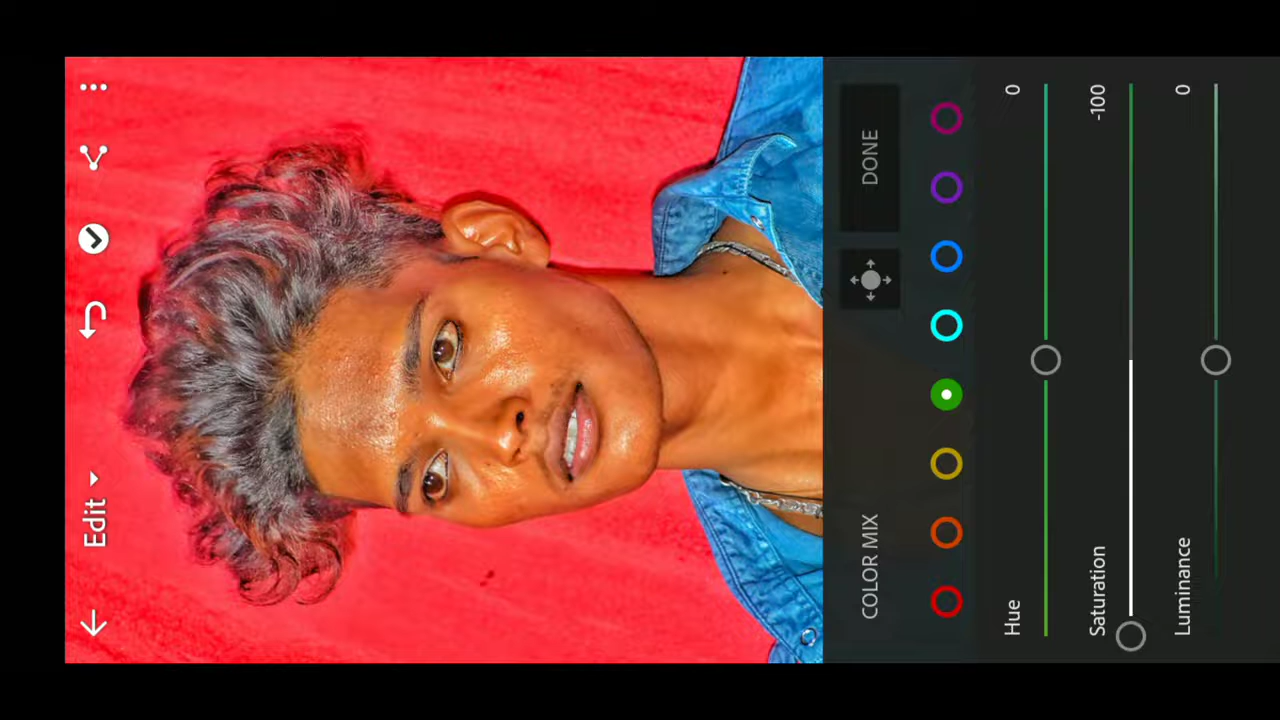 Edit
COLOR MIX
DONE
Hue
0
Saturation
-100
Luminance
0